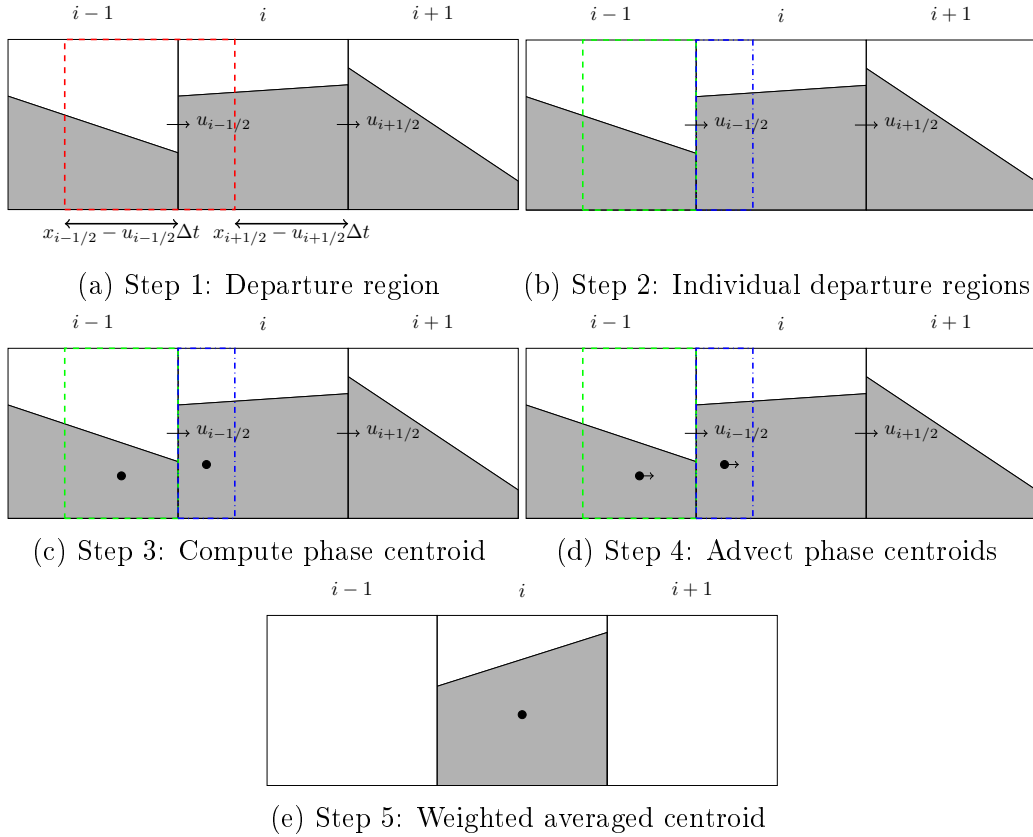 i − 1 i i + 1 i − 1 i i + 1
u_{i−1/2} u_{i+1/2} u_{i−1/2} u_{i+1/2}
x_{i−1/2} − u_{i−1/2}Δt x_{i+1/2} − u_{i+1/2}Δt
(a) Step 1: Departure region (b) Step 2: Individual departure regions
i − 1 i i + 1 i − 1 i i + 1
u_{i−1/2} u_{i+1/2} u_{i−1/2} u_{i+1/2}
(c) Step 3: Compute phase centroid (d) Step 4: Advect phase centroids
i − 1 i i + 1
(e) Step 5: Weighted averaged centroid